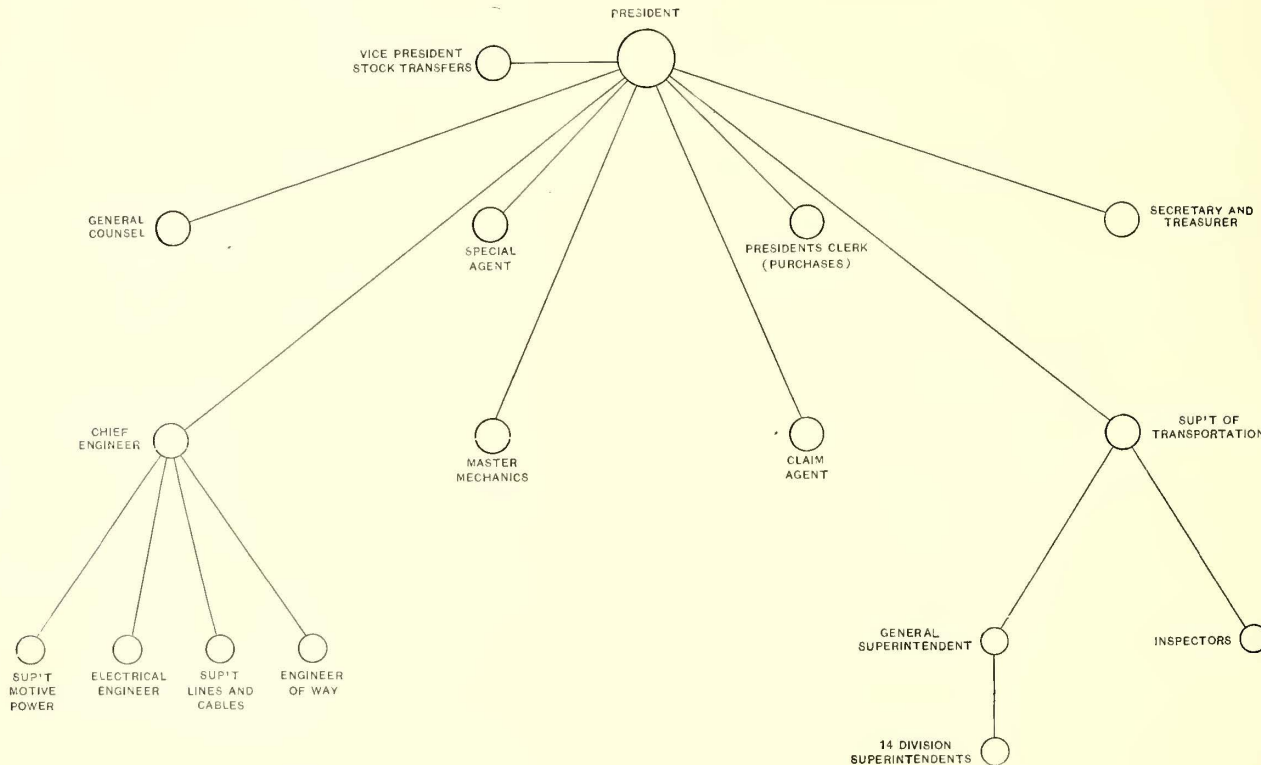 PRESIDENT
VICE PRESIDENT
STOCK TRANSFERS
GENERAL
COUNSEL
SPECIAL
AGENT
PRESIDENTS CLERK
(PURCHASES)
SECRETARY AND
TREASURER
CHIEF
ENGINEER
MASTER
MECHANICS
CLAIM
AGENT
SUP'T OF
TRANSPORTATION
SUP'T
MOTIVE
POWER
ELECTRICAL
ENGINEER
SUP'T
LINES AND
CABLES
ENGINEER
OF WAY
GENERAL
SUPERINTENDENT
INSPECTORS
14 DIVISION
SUPERINTENDENTS